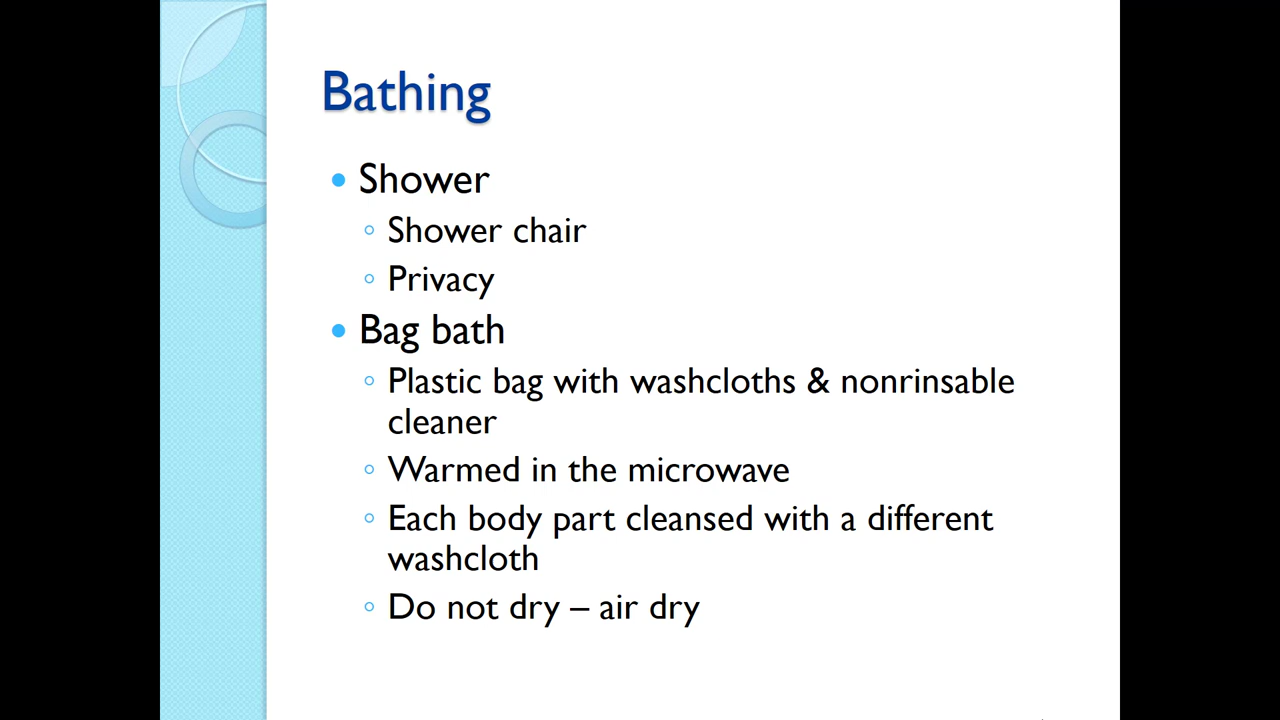 Bathing
• Shower
◦ Shower chair
◦ Privacy
• Bag bath
◦ Plastic bag with washcloths & nonrinsable
cleaner
◦ Warmed in the microwave
◦ Each body part cleansed with a different
washcloth
◦ Do not dry – air dry